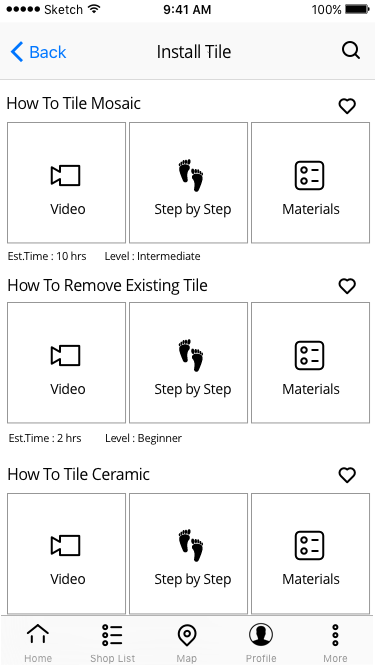 Sketch 9:41 AM 100%
Back Install Tile
How To Tile Mosaic
Video Step by Step Materials
Est.Time : 10 hrs Level : Intermediate
How To Remove Existing Tile
Video Step by Step Materials
Est.Time : 2 hrs Level : Beginner
How To Tile Ceramic
Video Step by Step Materials
Home Shop List Map Profile More